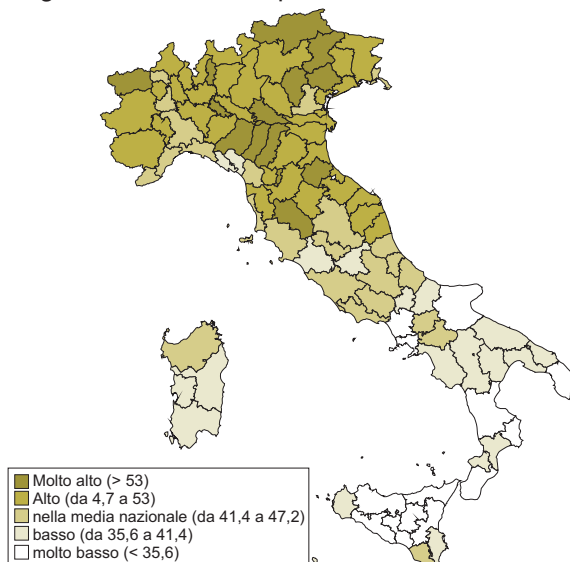 Molto alto (> 53)
Alto (da 4,7 a 53)
nella media nazionale (da 41,4 a 47,2)
basso (da 35,6 a 41,4)
molto basso (< 35,6)